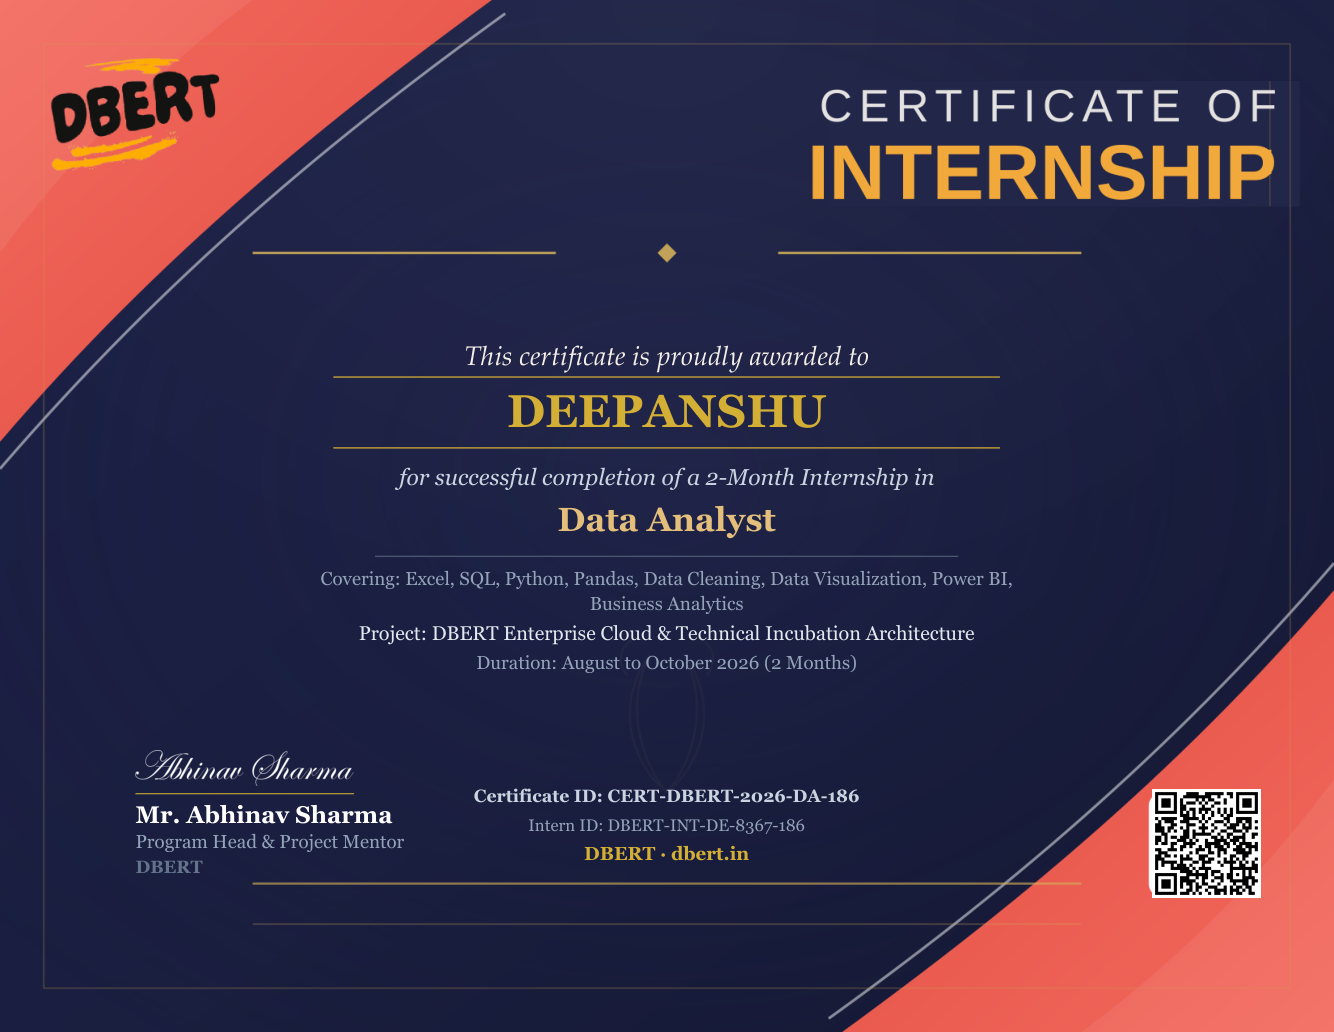 DBERT
CERTIFICATE OF
INTERNSHIP
This certificate is proudly awarded to
DEEPANSHU
for successful completion of a 2-Month Internship in
Data Analyst
Covering: Excel, SQL, Python, Pandas, Data Cleaning, Data Visualization, Power BI,
Business Analytics
Project: DBERT Enterprise Cloud & Technical Incubation Architecture
Duration: August to October 2026 (2 Months)
Abhinav Sharma
Mr. Abhinav Sharma
Program Head & Project Mentor
DBERT
Certificate ID: CERT-DBERT-2026-DA-186
Intern ID: DBERT-INT-DE-8367-186
DBERT · dbert.in